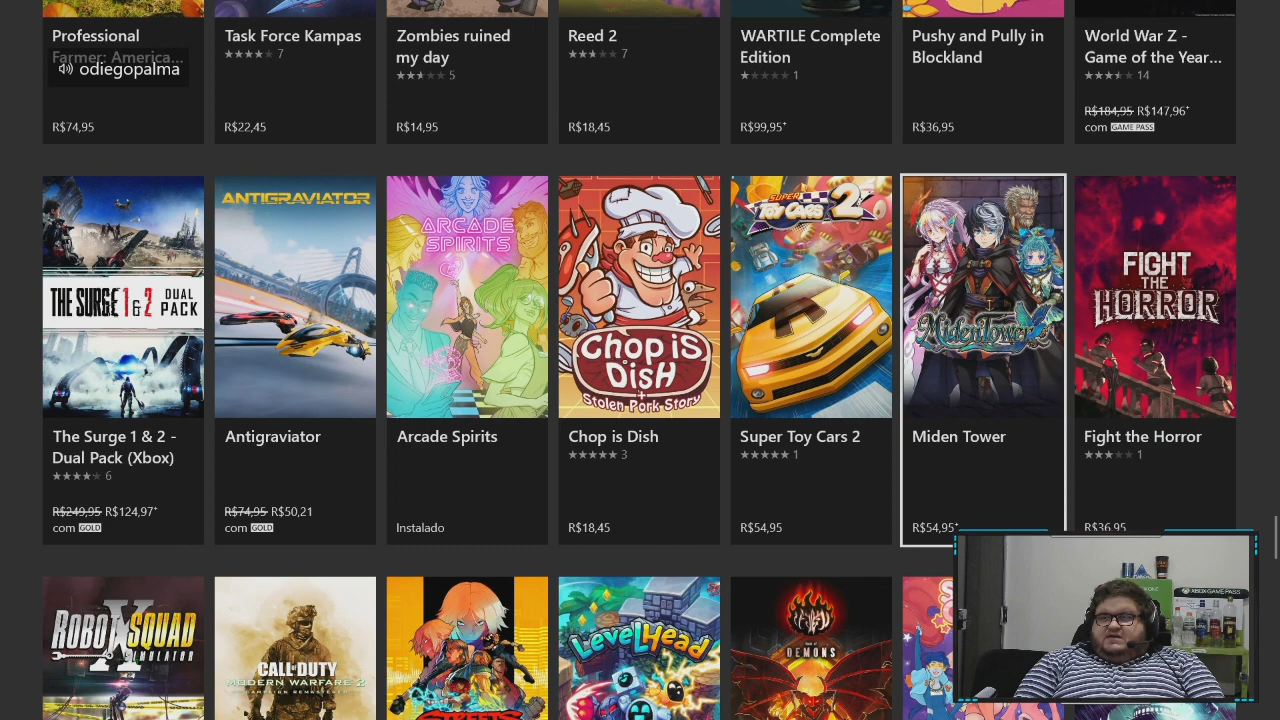 Professional
Farmer: America...
odiegopalma
R$74,95
Task Force Kampas
7
R$22,45
Zombies ruined
my day
5
R$14,95
Reed 2
7
R$18,45
WARTILE Complete
Edition
1
R$99,95+
Pushy and Pully in
Blockland
R$36,95
World War Z -
Game of the Year...
14
R$184,95 R$147,96+
com GAME PASS
THE SURGE 1 & 2 DUAL
PACK
The Surge 1 & 2 -
Dual Pack (Xbox)
6
R$249,95 R$124,97+
com GOLD
ANTIGRAVIATOR
Antigraviator
R$74,95 R$50,21
com GOLD
ARCADE
SPIRITS
Arcade Spirits
Instalado
Chop is
Dish
Stolen Pork Story
Chop is Dish
3
R$18,45
SUPER
TOY CARS 2
Super Toy Cars 2
1
R$54,95
Miden Tower
Miden Tower
R$54,95+
FIGHT
THE
HORROR
Fight the Horror
1
R$36,95
ROBOT SQUAD
SIMULATOR
X
CALL OF DUTY
MODERN WARFARE 2
CAMPAIGN REMASTERED
STREETS
LEVELHEAD
DEMONS
XBOX GAME PASS